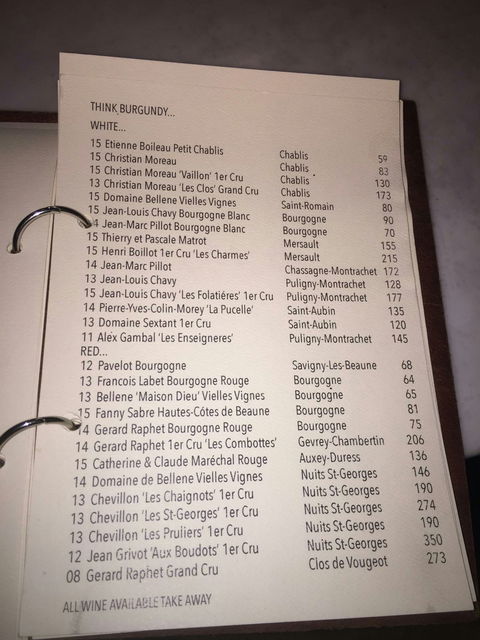 THINK BURGUNDY...
WHITE...
15 Etienne Boileau Petit Chablis Chablis 59
15 Christian Moreau Chablis 83
15 Christian Moreau 'Vaillon' 1er Cru Chablis 130
13 Christian Moreau 'Les Clos' Grand Cru Chablis 173
15 Domaine Bellene Vielles Vignes Saint-Romain 80
15 Jean-Louis Chavy Bourgogne Blanc Bourgogne 90
4 Jean-Marc Pillot Bourgogne Blanc Bourgogne 70
15 Thierry et Pascale Matrot Mersault 155
15 Henri Boillot 1er Cru 'Les Charmes' Mersault 215
14 Jean-Marc Pillot Chassagne-Montrachet 172
13 Jean-Louis Chavy Puligny-Montrachet 128
15 Jean-Louis Chavy 'Les Folatiéres' 1er Cru Puligny-Montrachet 177
14 Pierre-Yves-Colin-Morey 'La Pucelle' Saint-Aubin 135
13 Domaine Sextant 1er Cru Saint-Aubin 120
11 Alex Gambal 'Les Enseigneres' Puligny-Montrachet 145
RED...
12 Pavelot Bourgogne Savigny-Les-Beaune 68
13 Francois Labet Bourgogne Rouge Bourgogne 64
13 Bellene 'Maison Dieu' Vielles Vignes Bourgogne 65
15 Fanny Sabre Hautes-Côtes de Beaune Bourgogne 81
4 Gerard Raphet Bourgogne Rouge Bourgogne 75
14 Gerard Raphet 1er Cru 'Les Combottes' Gevrey-Chambertin 206
15 Catherine & Claude Maréchal Rouge Auxey-Duress 136
14 Domaine de Bellene Vielles Vignes Nuits St-Georges 146
13 Chevillon 'Les Chaignots' 1er Cru Nuits St-Georges 190
13 Chevillon 'Les St-Georges' 1er Cru Nuits St-Georges 274
13 Chevillon 'Les Pruliers' 1er Cru Nuits St-Georges 190
12 Jean Grivot 'Aux Boudots' 1er Cru Nuits St-Georges 350
08 Gerard Raphet Grand Cru Clos de Vougeot 273
ALL WINE AVAILABLE TAKE AWAY